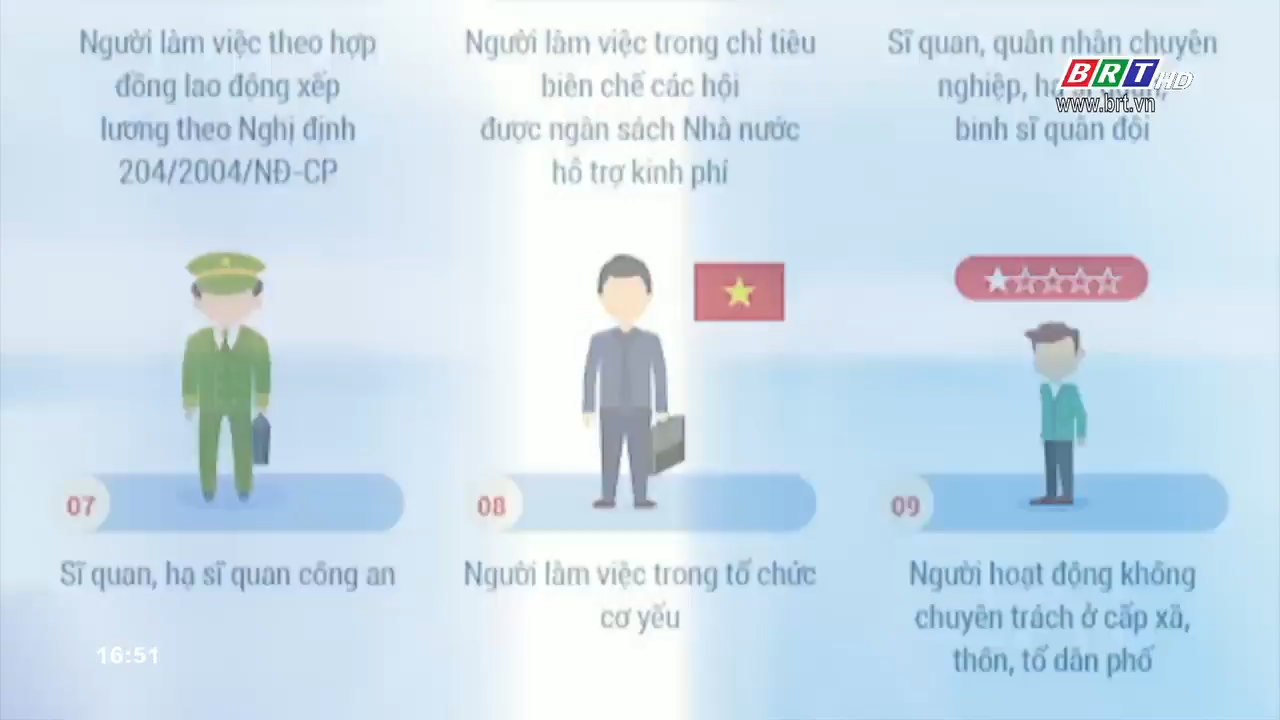 Người làm việc theo hợp
đồng lao động xếp
lương theo Nghị định
204/2004/NĐ-CP
Người làm việc trong chỉ tiêu
biên chế các hội
được ngân sách Nhà nước
hỗ trợ kinh phí
Sĩ quan, quân nhân chuyên
nghiệp, hạ sĩ quan,
binh sĩ quân đội
BRT HD
www.brt.vn
07
08
09
Sĩ quan, hạ sĩ quan công an
Người làm việc trong tổ chức
cơ yếu
Người hoạt động không
chuyên trách ở cấp xã,
thôn, tổ dân phố
16:51